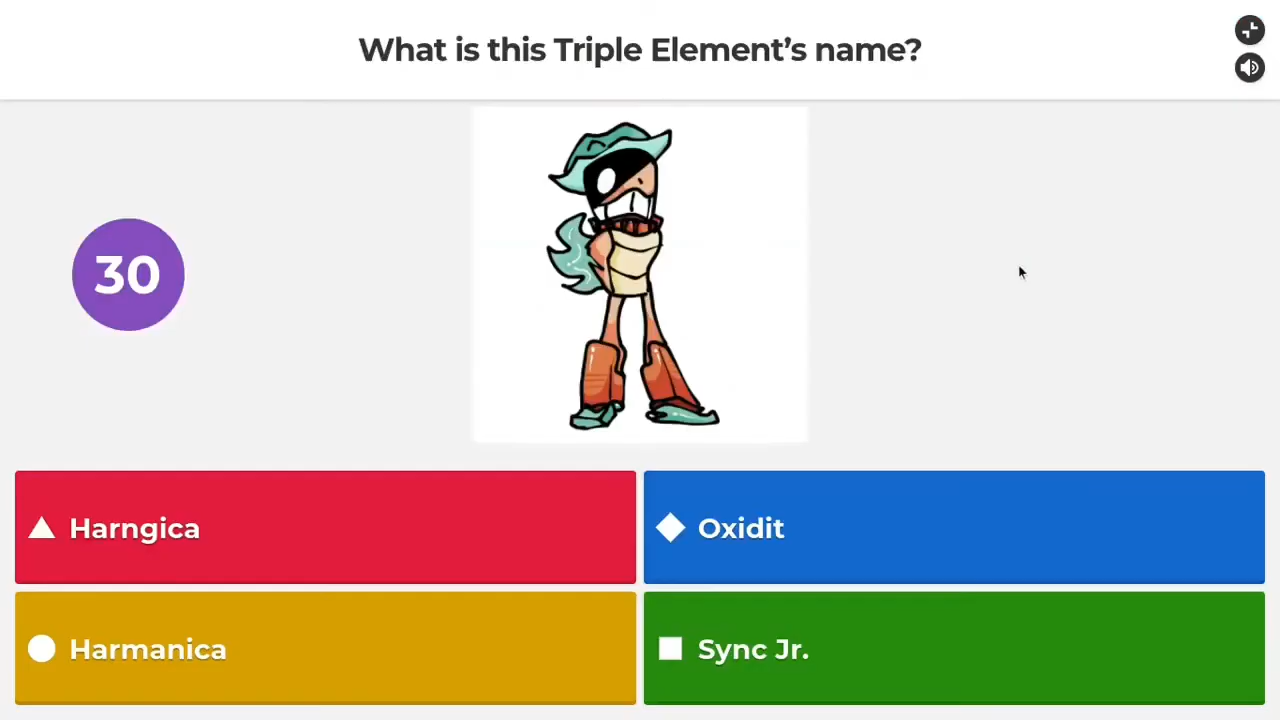 What is this Triple Element’s name?
30
Harngica
Oxidit
Harmanica
Sync Jr.